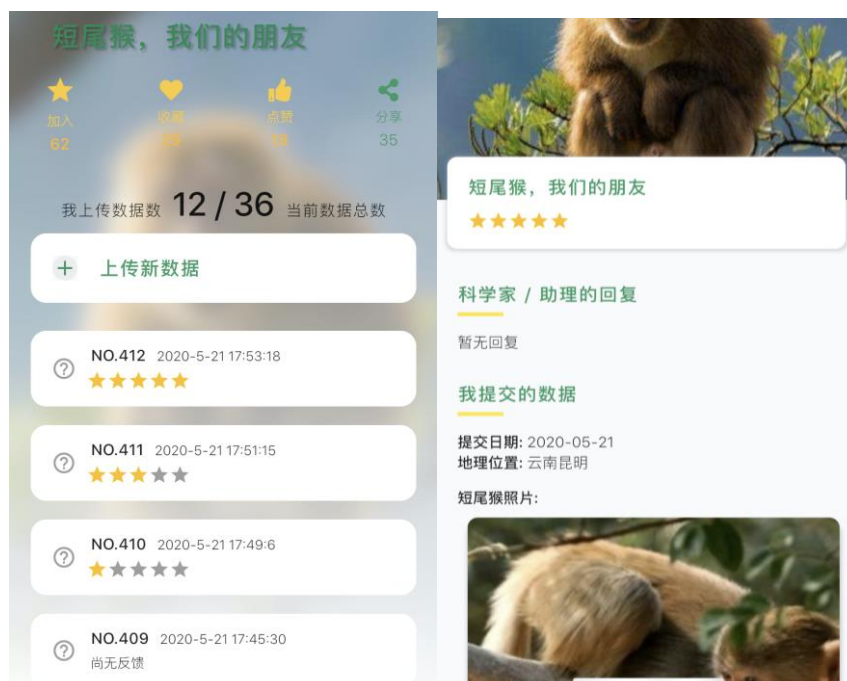 短尾猴，我们的朋友
加入 收藏 点赞 分享
62 35
我上传数据数 12 / 36 当前数据总数
上传新数据
NO.412 2020-5-21 17:53:18
NO.411 2020-5-21 17:51:15
NO.410 2020-5-21 17:49:6
NO.409 2020-5-21 17:45:30
尚无反馈
短尾猴，我们的朋友
科学家 / 助理的回复
暂无回复
我提交的数据
提交日期: 2020-05-21
地理位置: 云南昆明
短尾猴照片: